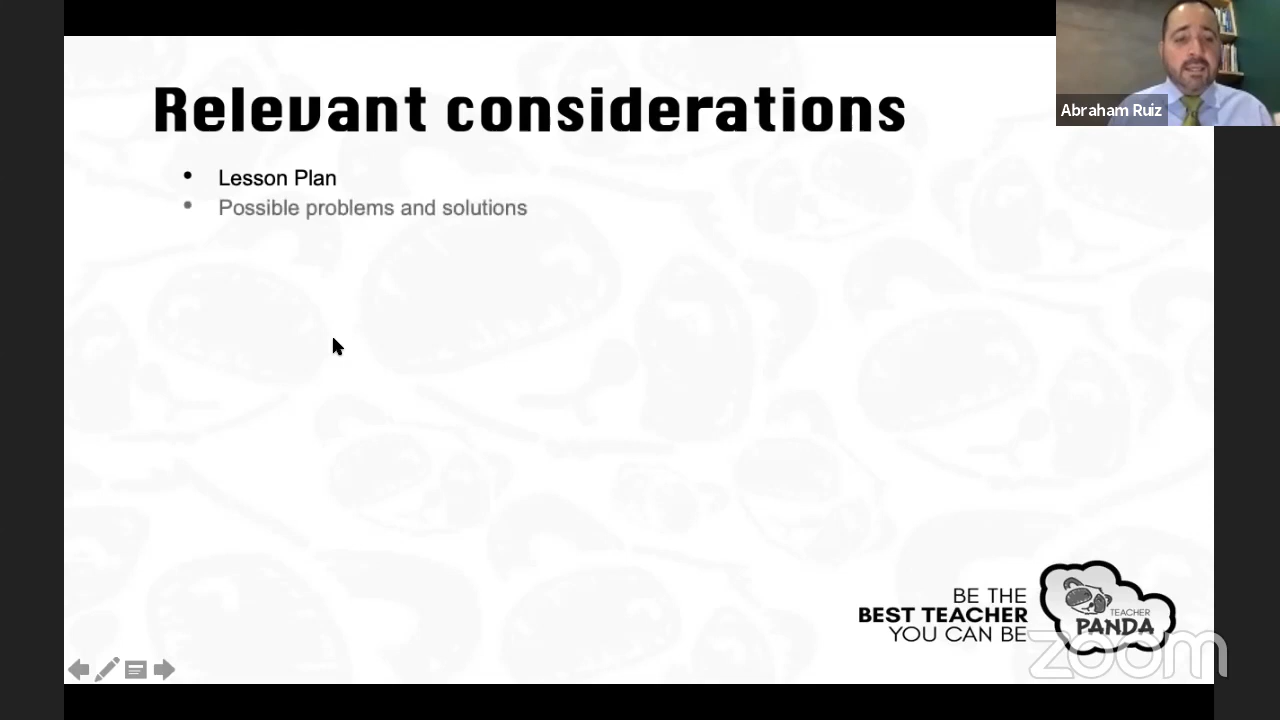 Relevant considerations
Abraham Ruiz
• Lesson Plan
• Possible problems and solutions
BE THE
BEST TEACHER
YOU CAN BE
TEACHER
PANDA
zoom